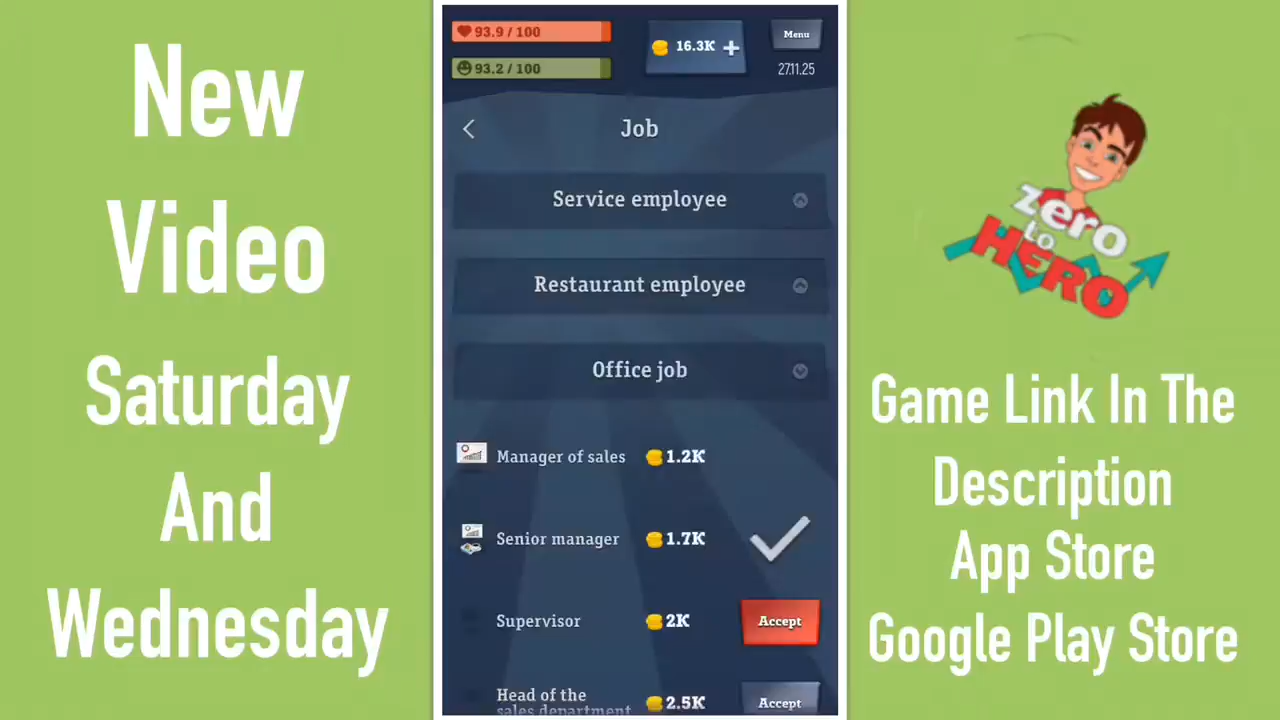 New
Video
Saturday
And
Wednesday
93.9 / 100
93.2 / 100
16.3K +
Menu
27.11.25
Job
Service employee
Restaurant employee
Office job
Manager of sales 1.2K
Senior manager 1.7K
Supervisor 2K Accept
Head of the
sales department 2.5K Accept
zero
to
HERO
Game Link In The
Description
App Store
Google Play Store